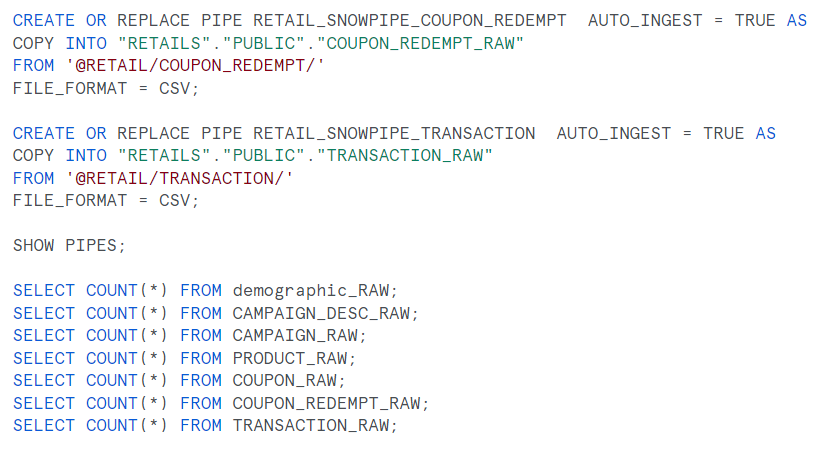 CREATE OR REPLACE PIPE RETAIL_SNOWPIPE_COUPON_REDEMPT  AUTO_INGEST = TRUE AS
COPY INTO "RETAILS"."PUBLIC"."COUPON_REDEMPT_RAW"
FROM '@RETAIL/COUPON_REDEMPT/'
FILE_FORMAT = CSV;
CREATE OR REPLACE PIPE RETAIL_SNOWPIPE_TRANSACTION  AUTO_INGEST = TRUE AS
COPY INTO "RETAILS"."PUBLIC"."TRANSACTION_RAW"
FROM '@RETAIL/TRANSACTION/'
FILE_FORMAT = CSV;
SHOW PIPES;
SELECT COUNT(*) FROM demographic_RAW;
SELECT COUNT(*) FROM CAMPAIGN_DESC_RAW;
SELECT COUNT(*) FROM CAMPAIGN_RAW;
SELECT COUNT(*) FROM PRODUCT_RAW;
SELECT COUNT(*) FROM COUPON_RAW;
SELECT COUNT(*) FROM COUPON_REDEMPT_RAW;
SELECT COUNT(*) FROM TRANSACTION_RAW;